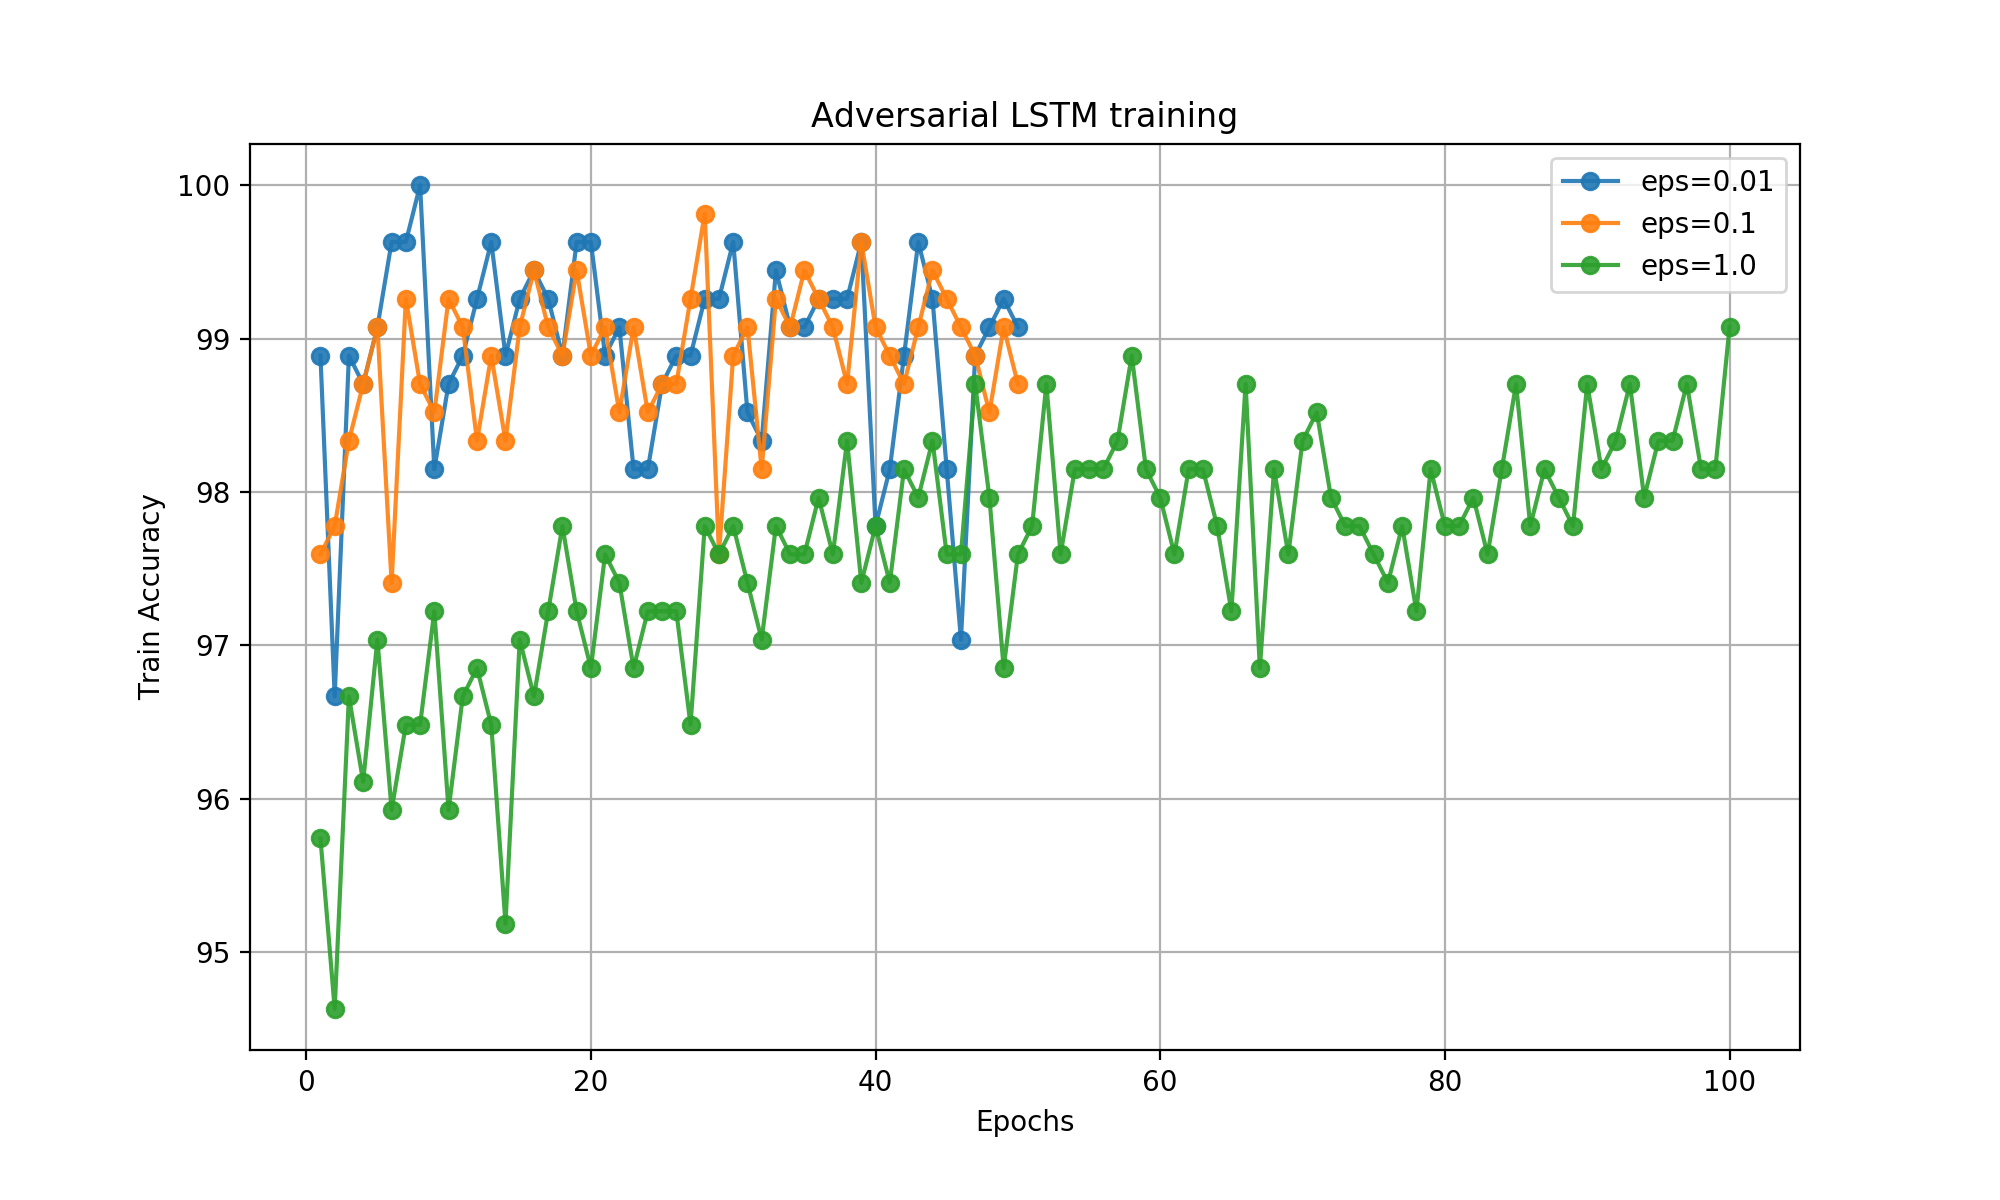 Adversarial LSTM training
eps=0.01
eps=0.1
eps=1.0
100
99
98
97
96
95
Train Accuracy
0 20 40 60 80 100
Epochs